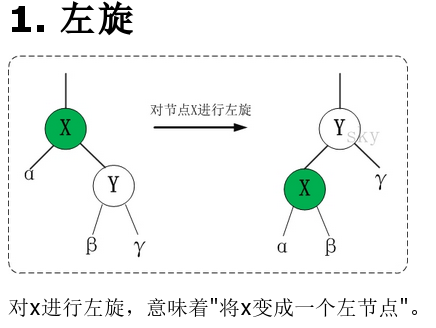 1. 左旋
对节点X进行左旋
X
Y
sky
α
Y
X
γ
β
γ
α
β
对x进行左旋，意味着"将x变成一个左节点"。